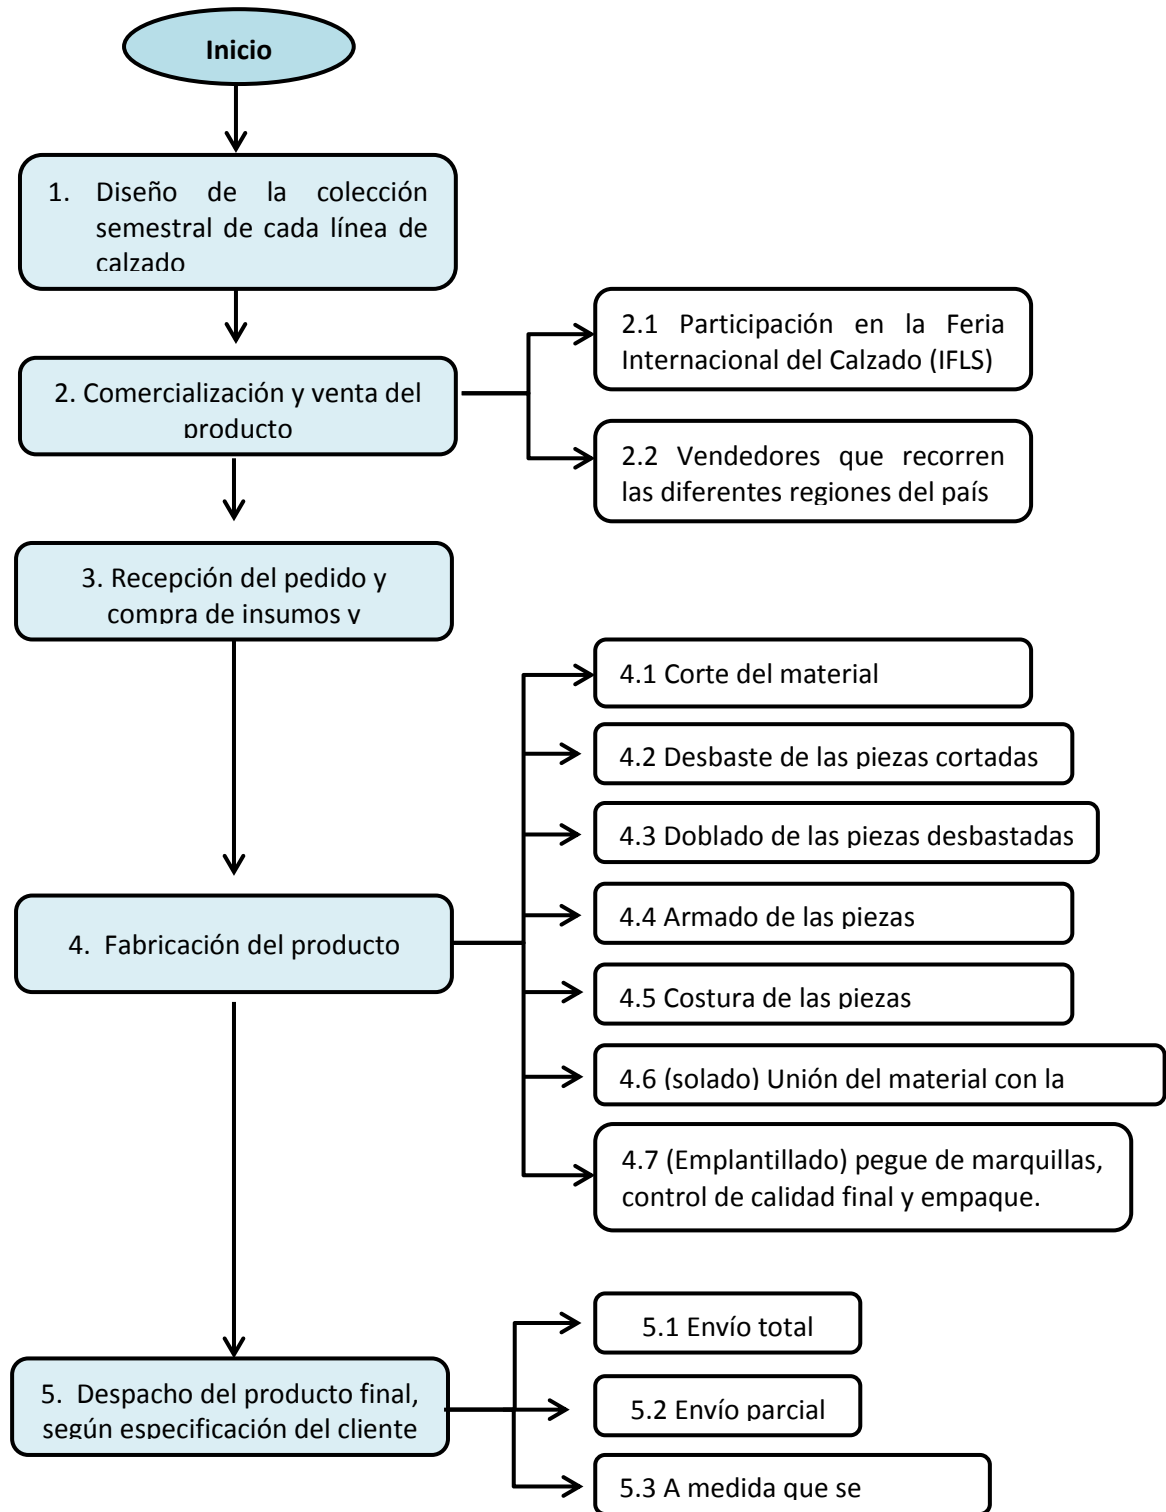 Inicio
1. Diseño de la colección
semestral de cada línea de
calzado
2.1 Participación en la Feria
Internacional del Calzado (IFLS)
2. Comercialización y venta del
producto
2.2 Vendedores que recorren
las diferentes regiones del país
3. Recepción del pedido y
compra de insumos y
4.1 Corte del material
4.2 Desbaste de las piezas cortadas
4.3 Doblado de las piezas desbastadas
4.4 Armado de las piezas
4. Fabricación del producto
4.5 Costura de las piezas
4.6 (solado) Unión del material con la
4.7 (Emplantillado) pegue de marquillas,
control de calidad final y empaque.
5.1 Envío total
5. Despacho del producto final,
según especificación del cliente
5.2 Envío parcial
5.3 A medida que se